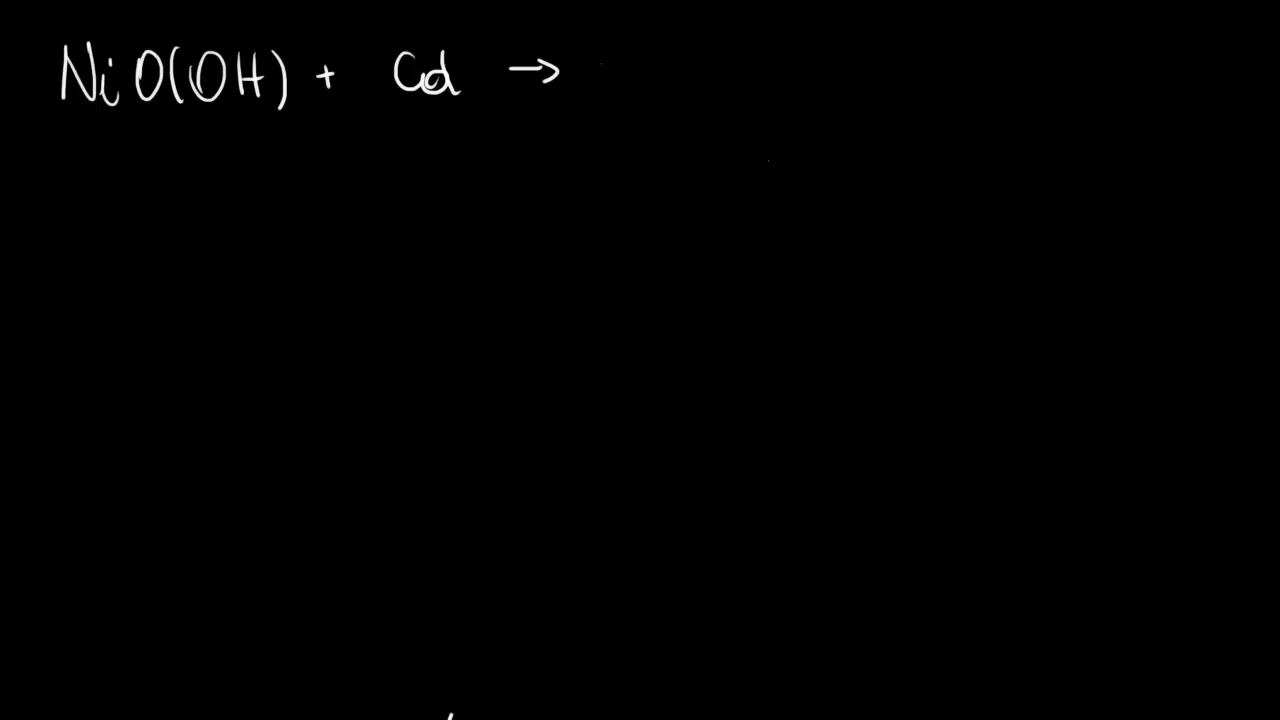 NiO(OH) + Cd →